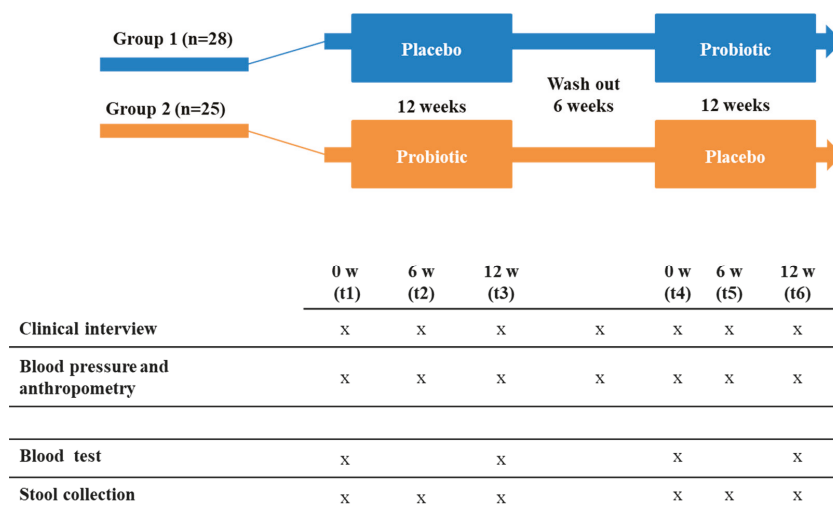 Group 1 (n=28)
Placebo
Probiotic
Wash out
6 weeks
Group 2 (n=25)
12 weeks
12 weeks
Probiotic
Placebo
0 w 6 w 12 w 0 w 6 w 12 w
(t1) (t2) (t3) (t4) (t5) (t6)
Clinical interview x x x x x x x
Blood pressure and
anthropometry x x x x x x x
Blood test x x x x
Stool collection x x x x x x